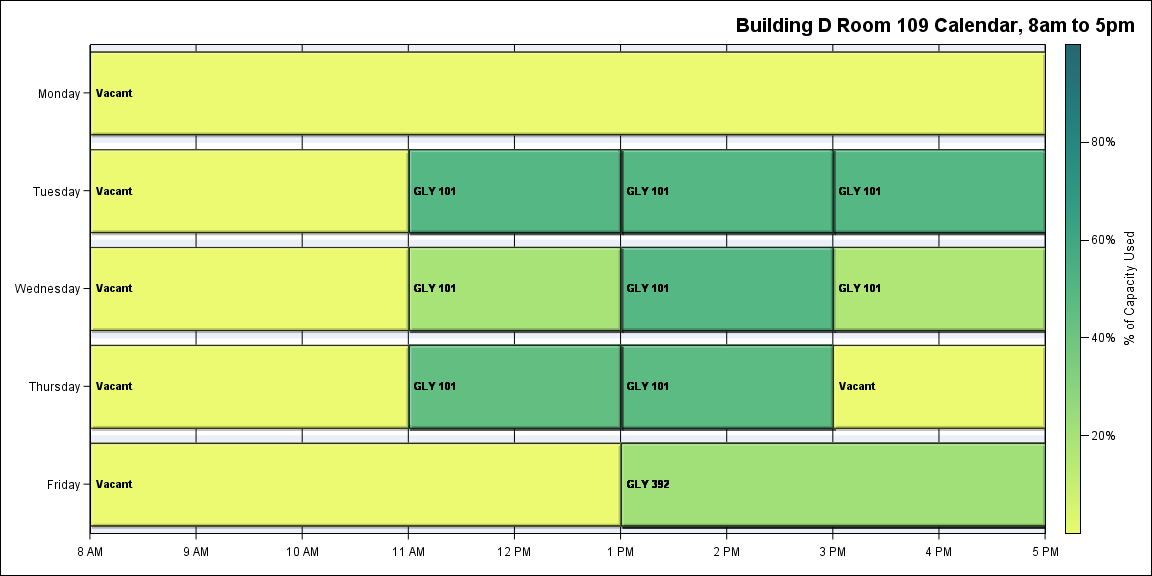 Building D Room 109 Calendar, 8am to 5pm
Monday
Vacant
Tuesday
Vacant
GLY 101
GLY 101
GLY 101
Wednesday
Vacant
GLY 101
GLY 101
GLY 101
Thursday
Vacant
GLY 101
GLY 101
Vacant
Friday
Vacant
GLY 392
8 AM
9 AM
10 AM
11 AM
12 PM
1 PM
2 PM
3 PM
4 PM
5 PM
80%
60%
40%
20%
% of Capacity Used